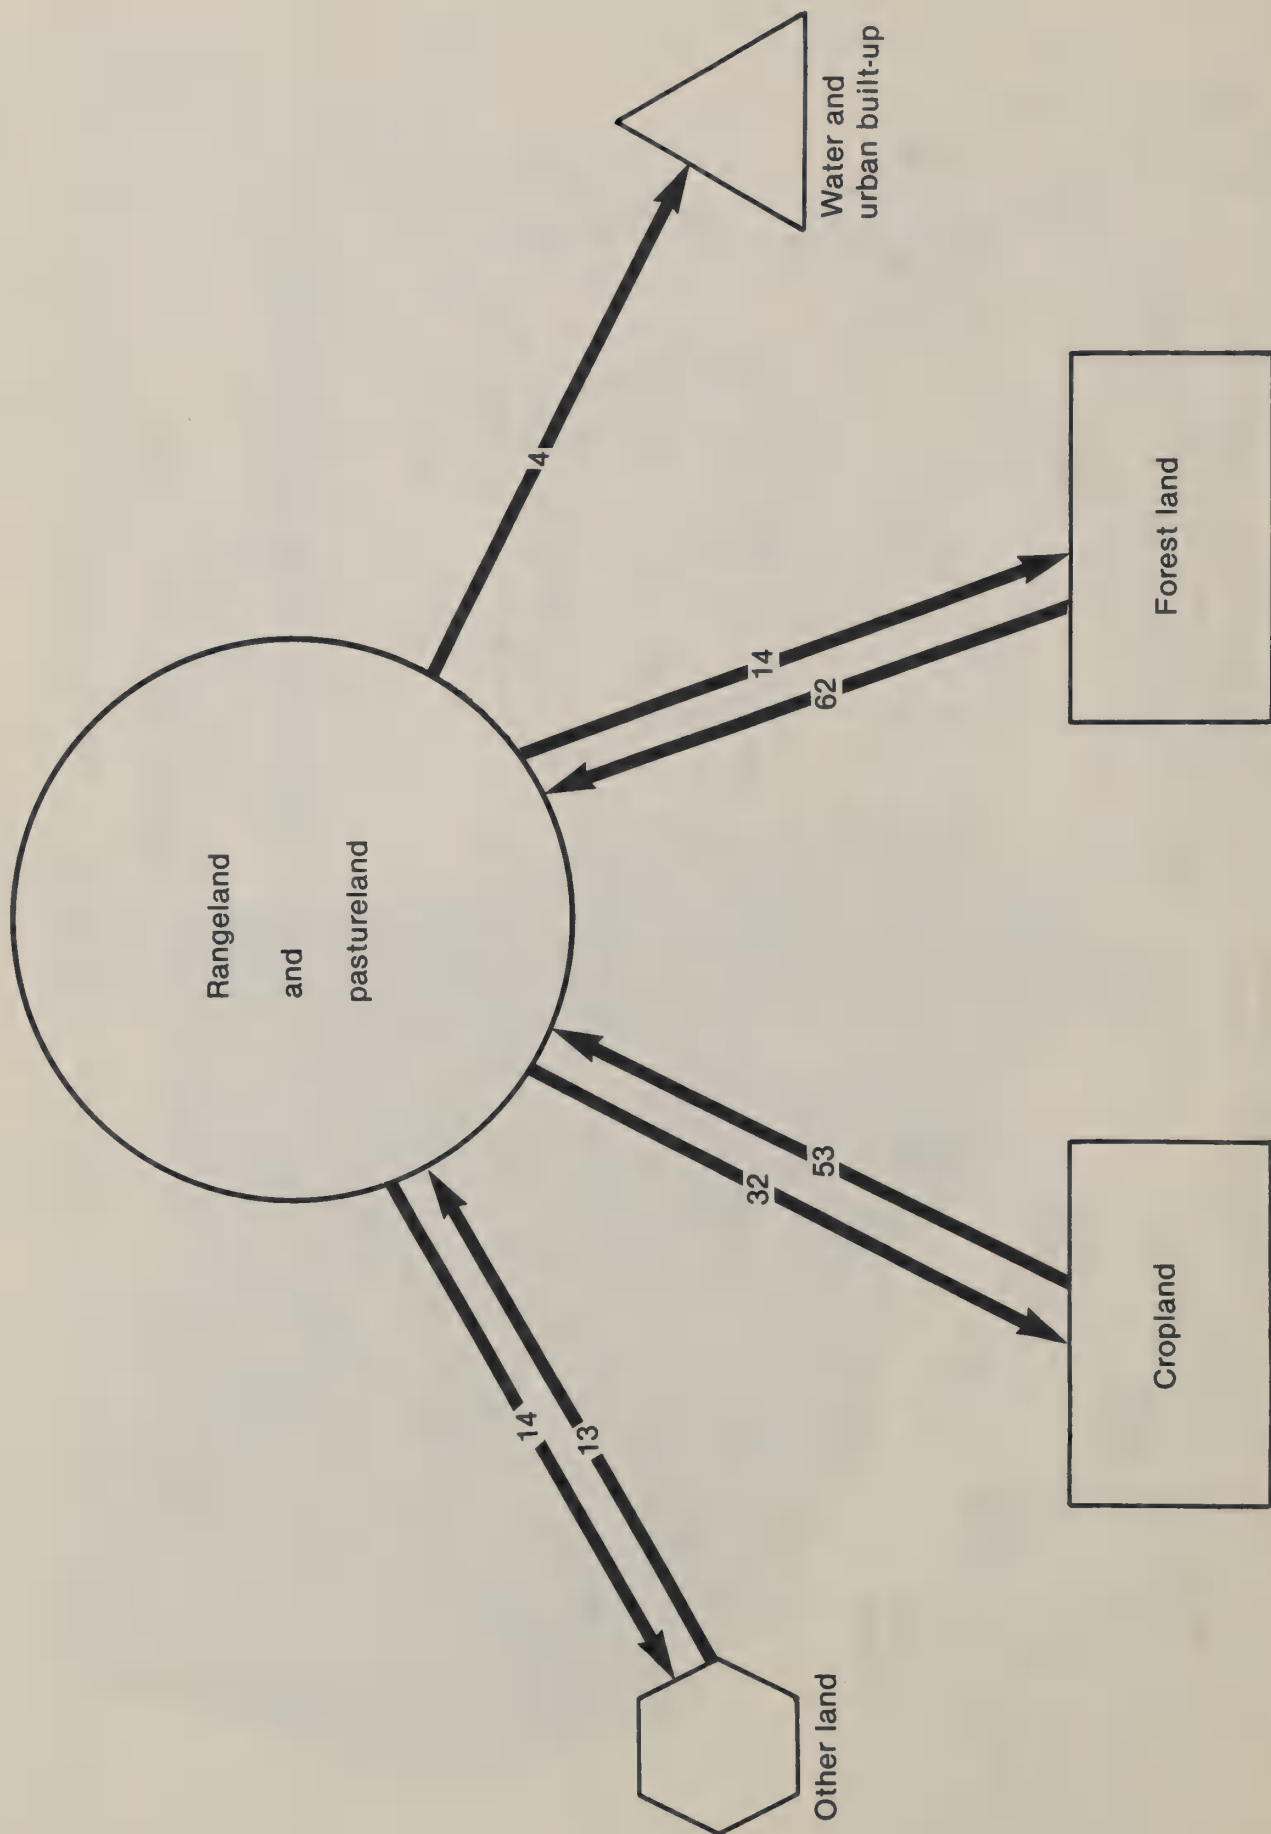 Rangeland
and
pastureland
14
13
32
53
14
62
4
Other land
Cropland
Forest land
Water and
urban built-up